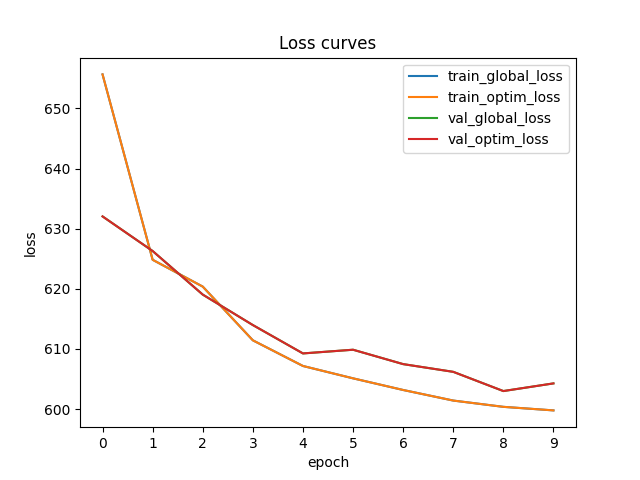 Loss curves
train_global_loss
train_optim_loss
val_global_loss
val_optim_loss
650
640
630
620
610
600
loss
0 1 2 3 4 5 6 7 8 9
epoch